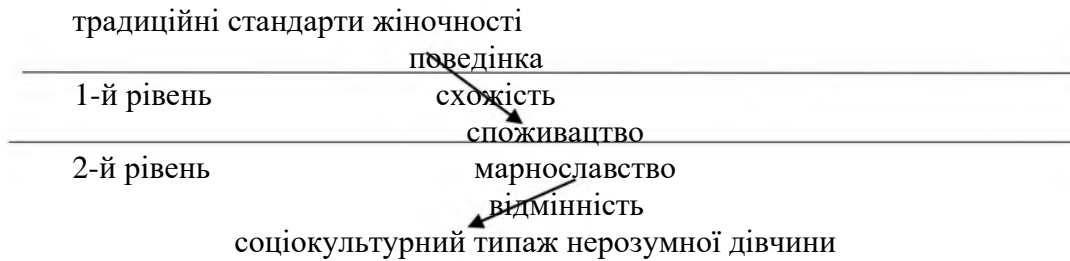 традиційні стандарти жіночності
поведінка
1-й рівень схожість
споживацтво
2-й рівень марнославство
відмінність
соціокультурний типаж нерозумної дівчини